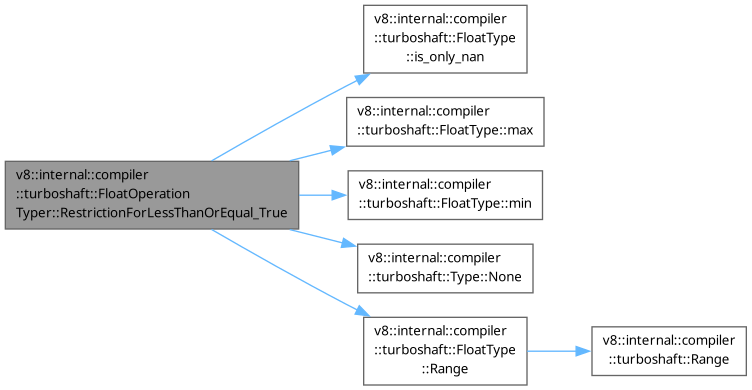 v8::internal::compiler
::turboshaft::FloatType
::is_only_nan
v8::internal::compiler
::turboshaft::FloatType::max
v8::internal::compiler
::turboshaft::FloatOperation
Typer::RestrictionForLessThanOrEqual_True
v8::internal::compiler
::turboshaft::FloatType::min
v8::internal::compiler
::turboshaft::Type::None
v8::internal::compiler
::turboshaft::FloatType
::Range
v8::internal::compiler
::turboshaft::Range